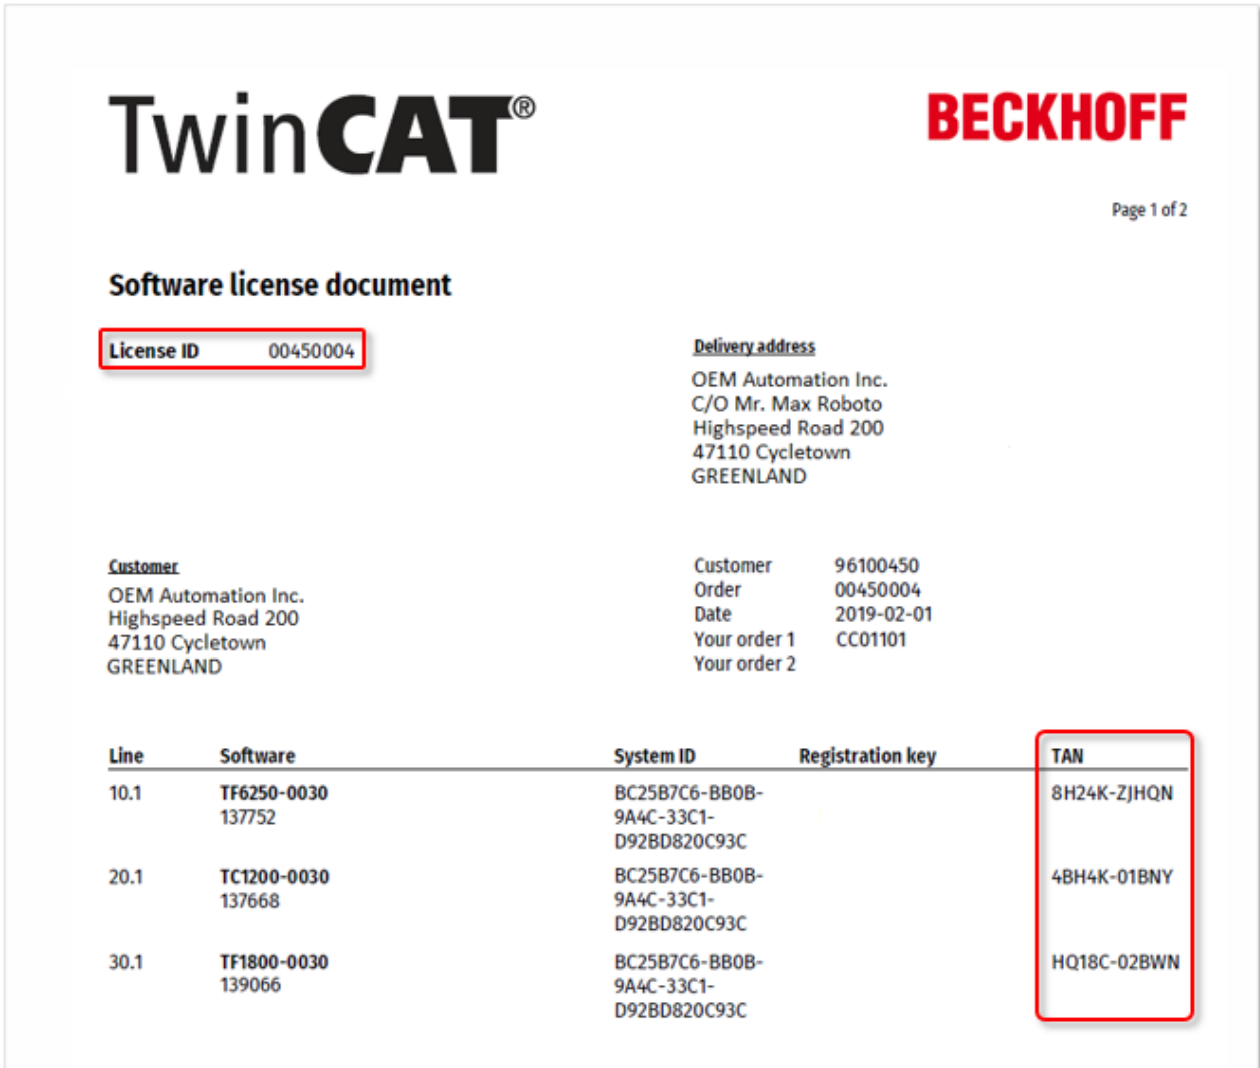 TwinCAT®
BECKHOFF
Page 1 of 2
Software license document
License ID 00450004
Delivery address
OEM Automation Inc.
C/O Mr. Max Roboto
Highspeed Road 200
47110 Cycletown
GREENLAND
Customer
OEM Automation Inc.
Highspeed Road 200
47110 Cycletown
GREENLAND
Customer 96100450
Order 00450004
Date 2019-02-01
Your order 1 CC01101
Your order 2
Line Software System ID Registration key TAN
10.1 TF6250-0030 BC25B7C6-BB0B- 8H24K-ZJHQN
137752 9A4C-33C1-
D92BD820C93C
20.1 TC1200-0030 BC25B7C6-BB0B- 4BH4K-01BNY
137668 9A4C-33C1-
D92BD820C93C
30.1 TF1800-0030 BC25B7C6-BB0B- HQ18C-02BWN
139066 9A4C-33C1-
D92BD820C93C